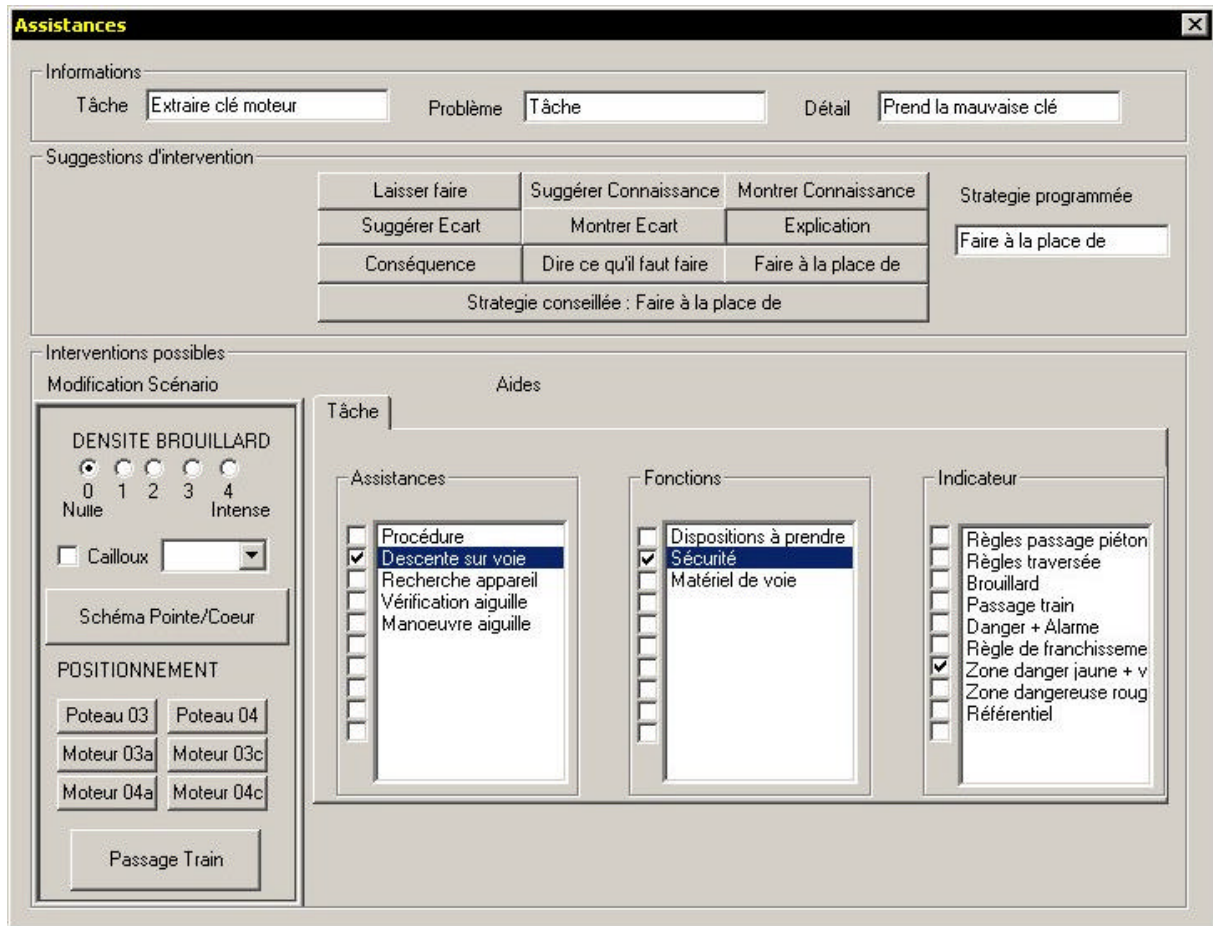 Assistances
Informations
Tâche Extraire clé moteur Problème Tâche Détail Prend la mauvaise clé
Suggestions d'intervention
Laisser faire Suggérer Connaissance Montrer Connaissance
Suggérer Ecart Montrer Ecart Explication
Conséquence Dire ce qu'il faut faire Faire à la place de
Strategie conseillée : Faire à la place de
Strategie programmée
Faire à la place de
Interventions possibles
Modification Scénario
DENSITE BROUILLARD
0 1 2 3 4
Nulle Intense
Cailloux
Schéma Pointe/Coeur
POSITIONNEMENT
Poteau 03 Poteau 04
Moteur 03a Moteur 03c
Moteur 04a Moteur 04c
Passage Train
Aides
Tâche
Assistances
Procédure
Descente sur voie
Recherche appareil
Vérification aiguille
Manoeuvre aiguille
Fonctions
Dispositions à prendre
Sécurité
Matériel de voie
Indicateur
Règles passage piéton
Règles traversée
Brouillard
Passage train
Danger + Alarme
Règle de franchisseme
Zone danger jaune + v
Zone dangereuse roug
Référentiel